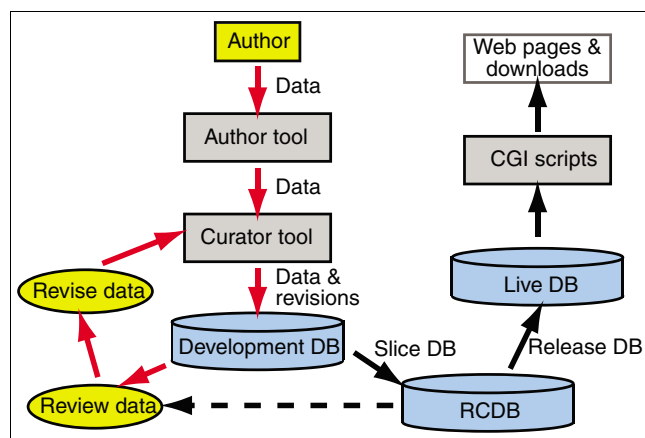 Author
Data
Author tool
Data
Curator tool
Data &
revisions
Revise data
Development DB
Review data
Slice DB
RCDB
Release DB
Live DB
CGI scripts
Web pages &
downloads